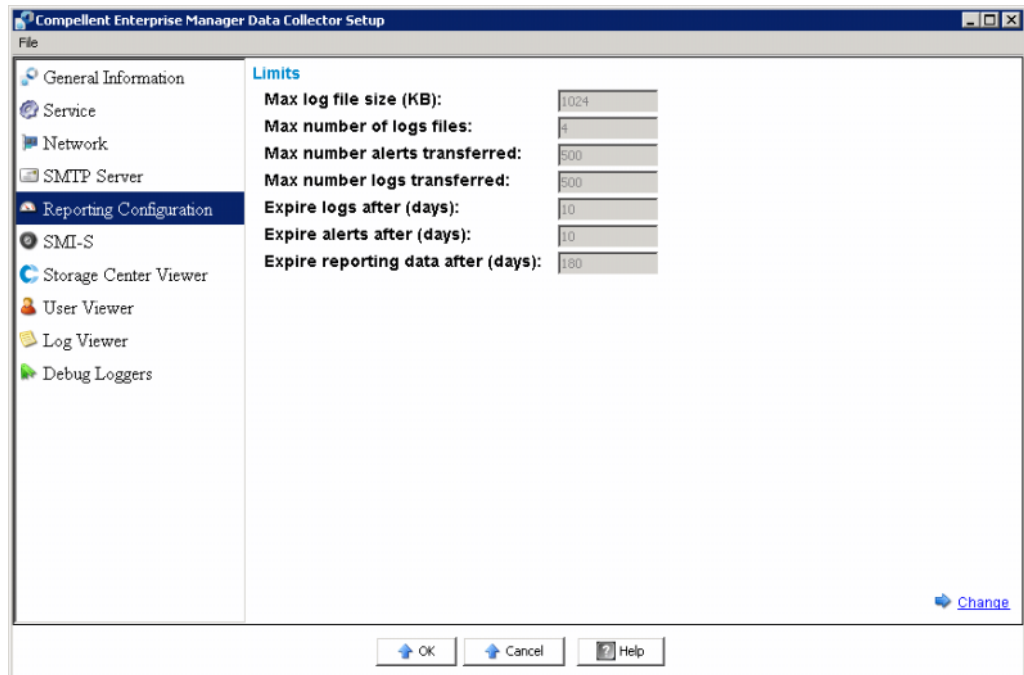 Compellent Enterprise Manager Data Collector Setup
File
General Information
Service
Network
SMTP Server
Reporting Configuration
SMI-S
Storage Center Viewer
User Viewer
Log Viewer
Debug Loggers
Limits
Max log file size (KB): 1024
Max number of logs files: 4
Max number alerts transferred: 500
Max number logs transferred: 500
Expire logs after (days): 10
Expire alerts after (days): 10
Expire reporting data after (days): 180
Change
OK Cancel ? Help